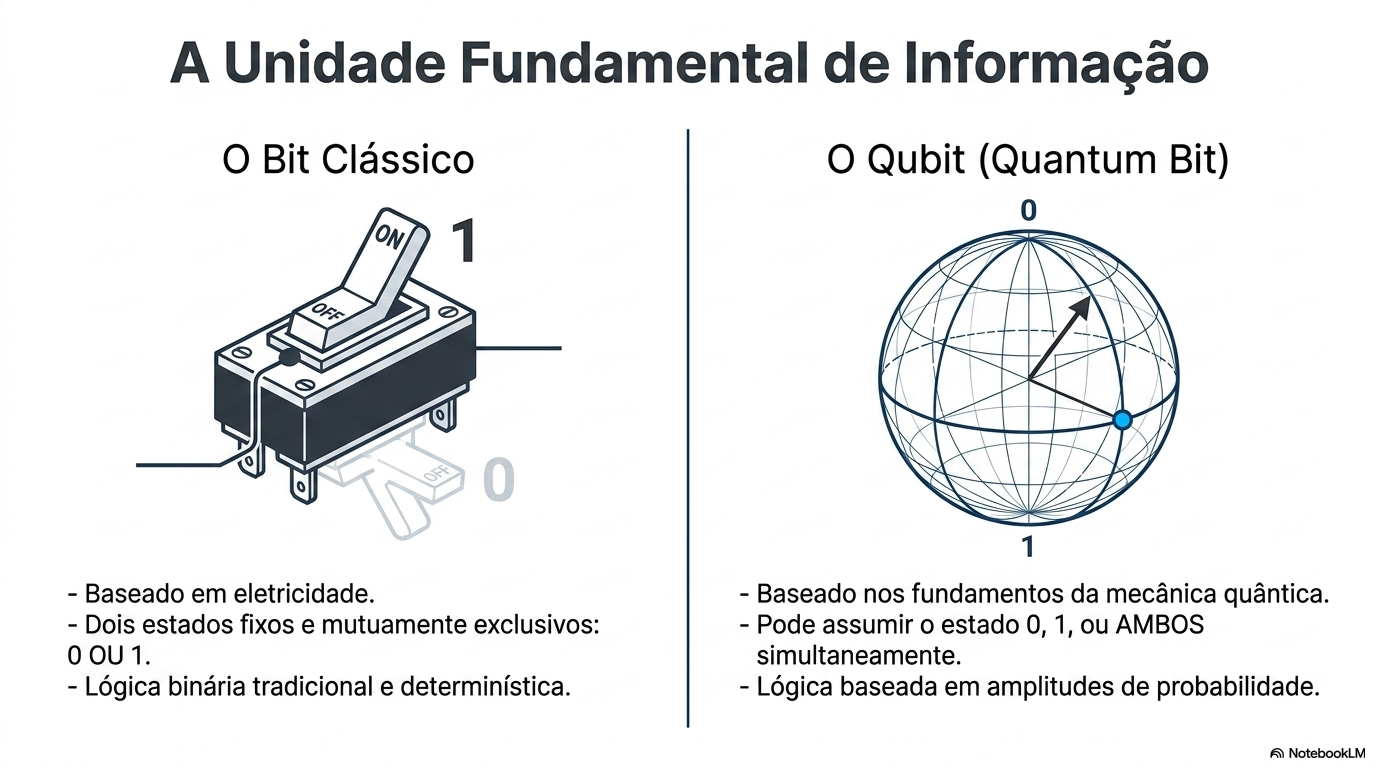 A Unidade Fundamental de Informação
O Bit Clássico
ON
1
OFF
OFF
0
- Baseado em eletricidade.
- Dois estados fixos e mutuamente exclusivos:
0 OU 1.
- Lógica binária tradicional e determinística.
O Qubit (Quantum Bit)
0
1
- Baseado nos fundamentos da mecânica quântica.
- Pode assumir o estado 0, 1, ou AMBOS
simultaneamente.
- Lógica baseada em amplitudes de probabilidade.
NotebookLM